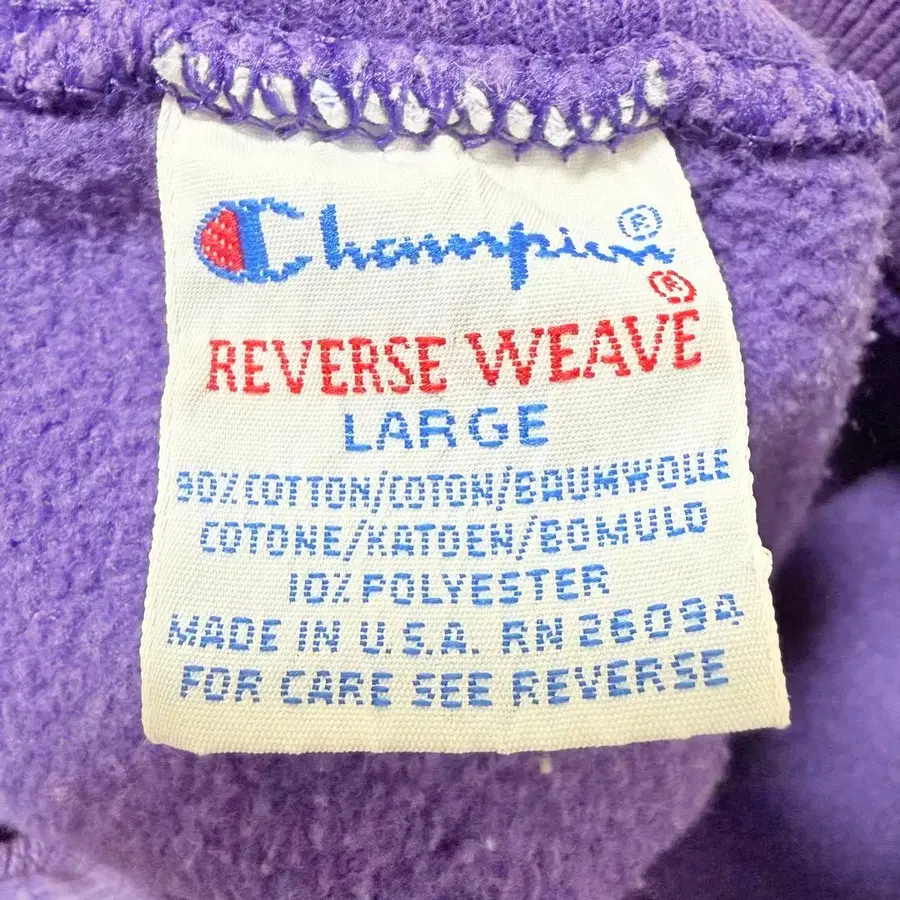 Champion®
REVERSE WEAVE®
LARGE
90% COTTON/COTON/BAUMWOLLE
COTONE/KATOEN/BOMULD
10% POLYESTER
MADE IN U.S.A. RN 26094
FOR CARE SEE REVERSE